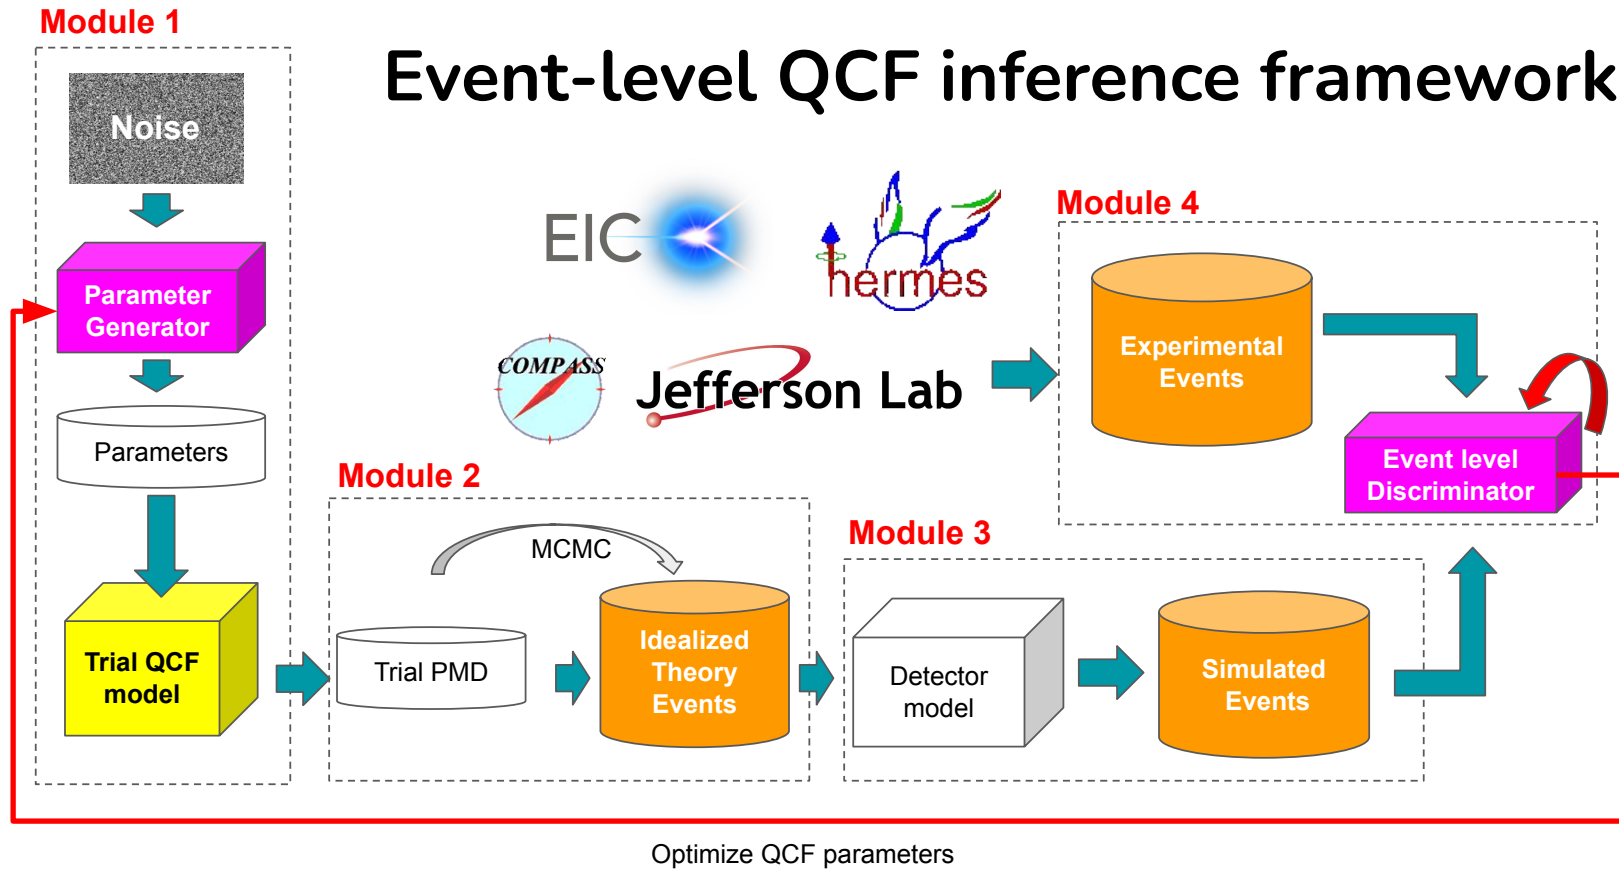 Module 1
Event-level QCF inference framework
Noise
Parameter
Generator
Parameters
Trial QCF
model
EIC
hermes
COMPASS
Jefferson Lab
Module 2
MCMC
Trial PMD
Idealized
Theory
Events
Module 3
Detector
model
Simulated
Events
Module 4
Experimental
Events
Event level
Discriminator
Optimize QCF parameters